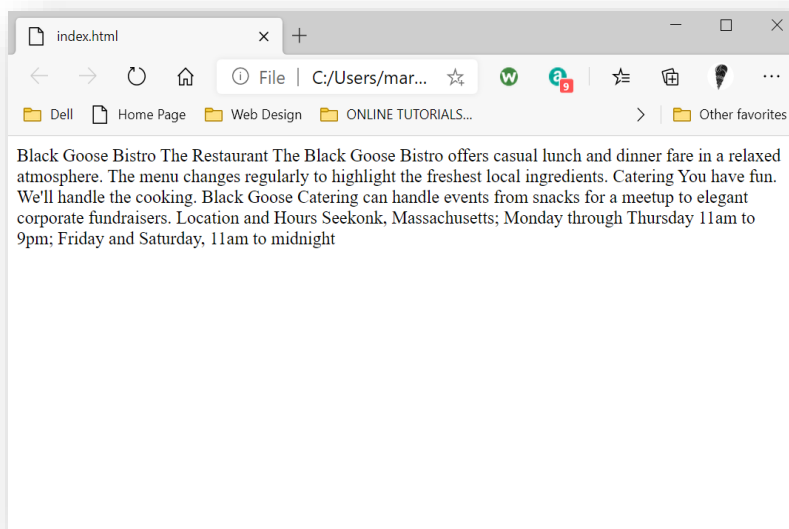 index.html
File | C:/Users/mar...
9
Dell Home Page Web Design ONLINE TUTORIALS... Other favorites
Black Goose Bistro The Restaurant The Black Goose Bistro offers casual lunch and dinner fare in a relaxed
atmosphere. The menu changes regularly to highlight the freshest local ingredients. Catering You have fun.
We'll handle the cooking. Black Goose Catering can handle events from snacks for a meetup to elegant
corporate fundraisers. Location and Hours Seekonk, Massachusetts; Monday through Thursday 11am to
9pm; Friday and Saturday, 11am to midnight